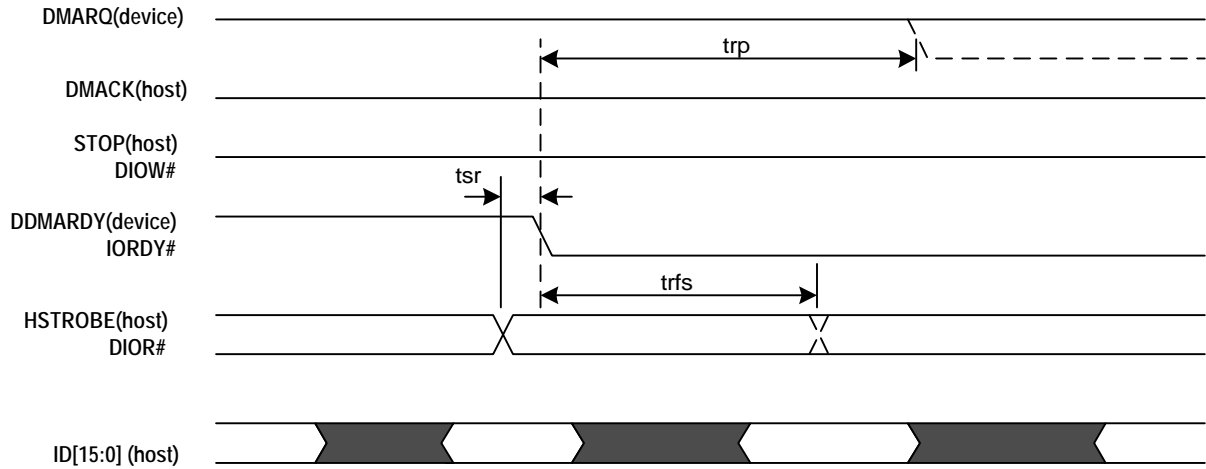 DMARQ(device)
trp
DMACK(host)
STOP(host)
DIOW#
tsr
DDMARDY(device)
IORDY#
trfs
HSTROBE(host)
DIOR#
ID[15:0] (host)